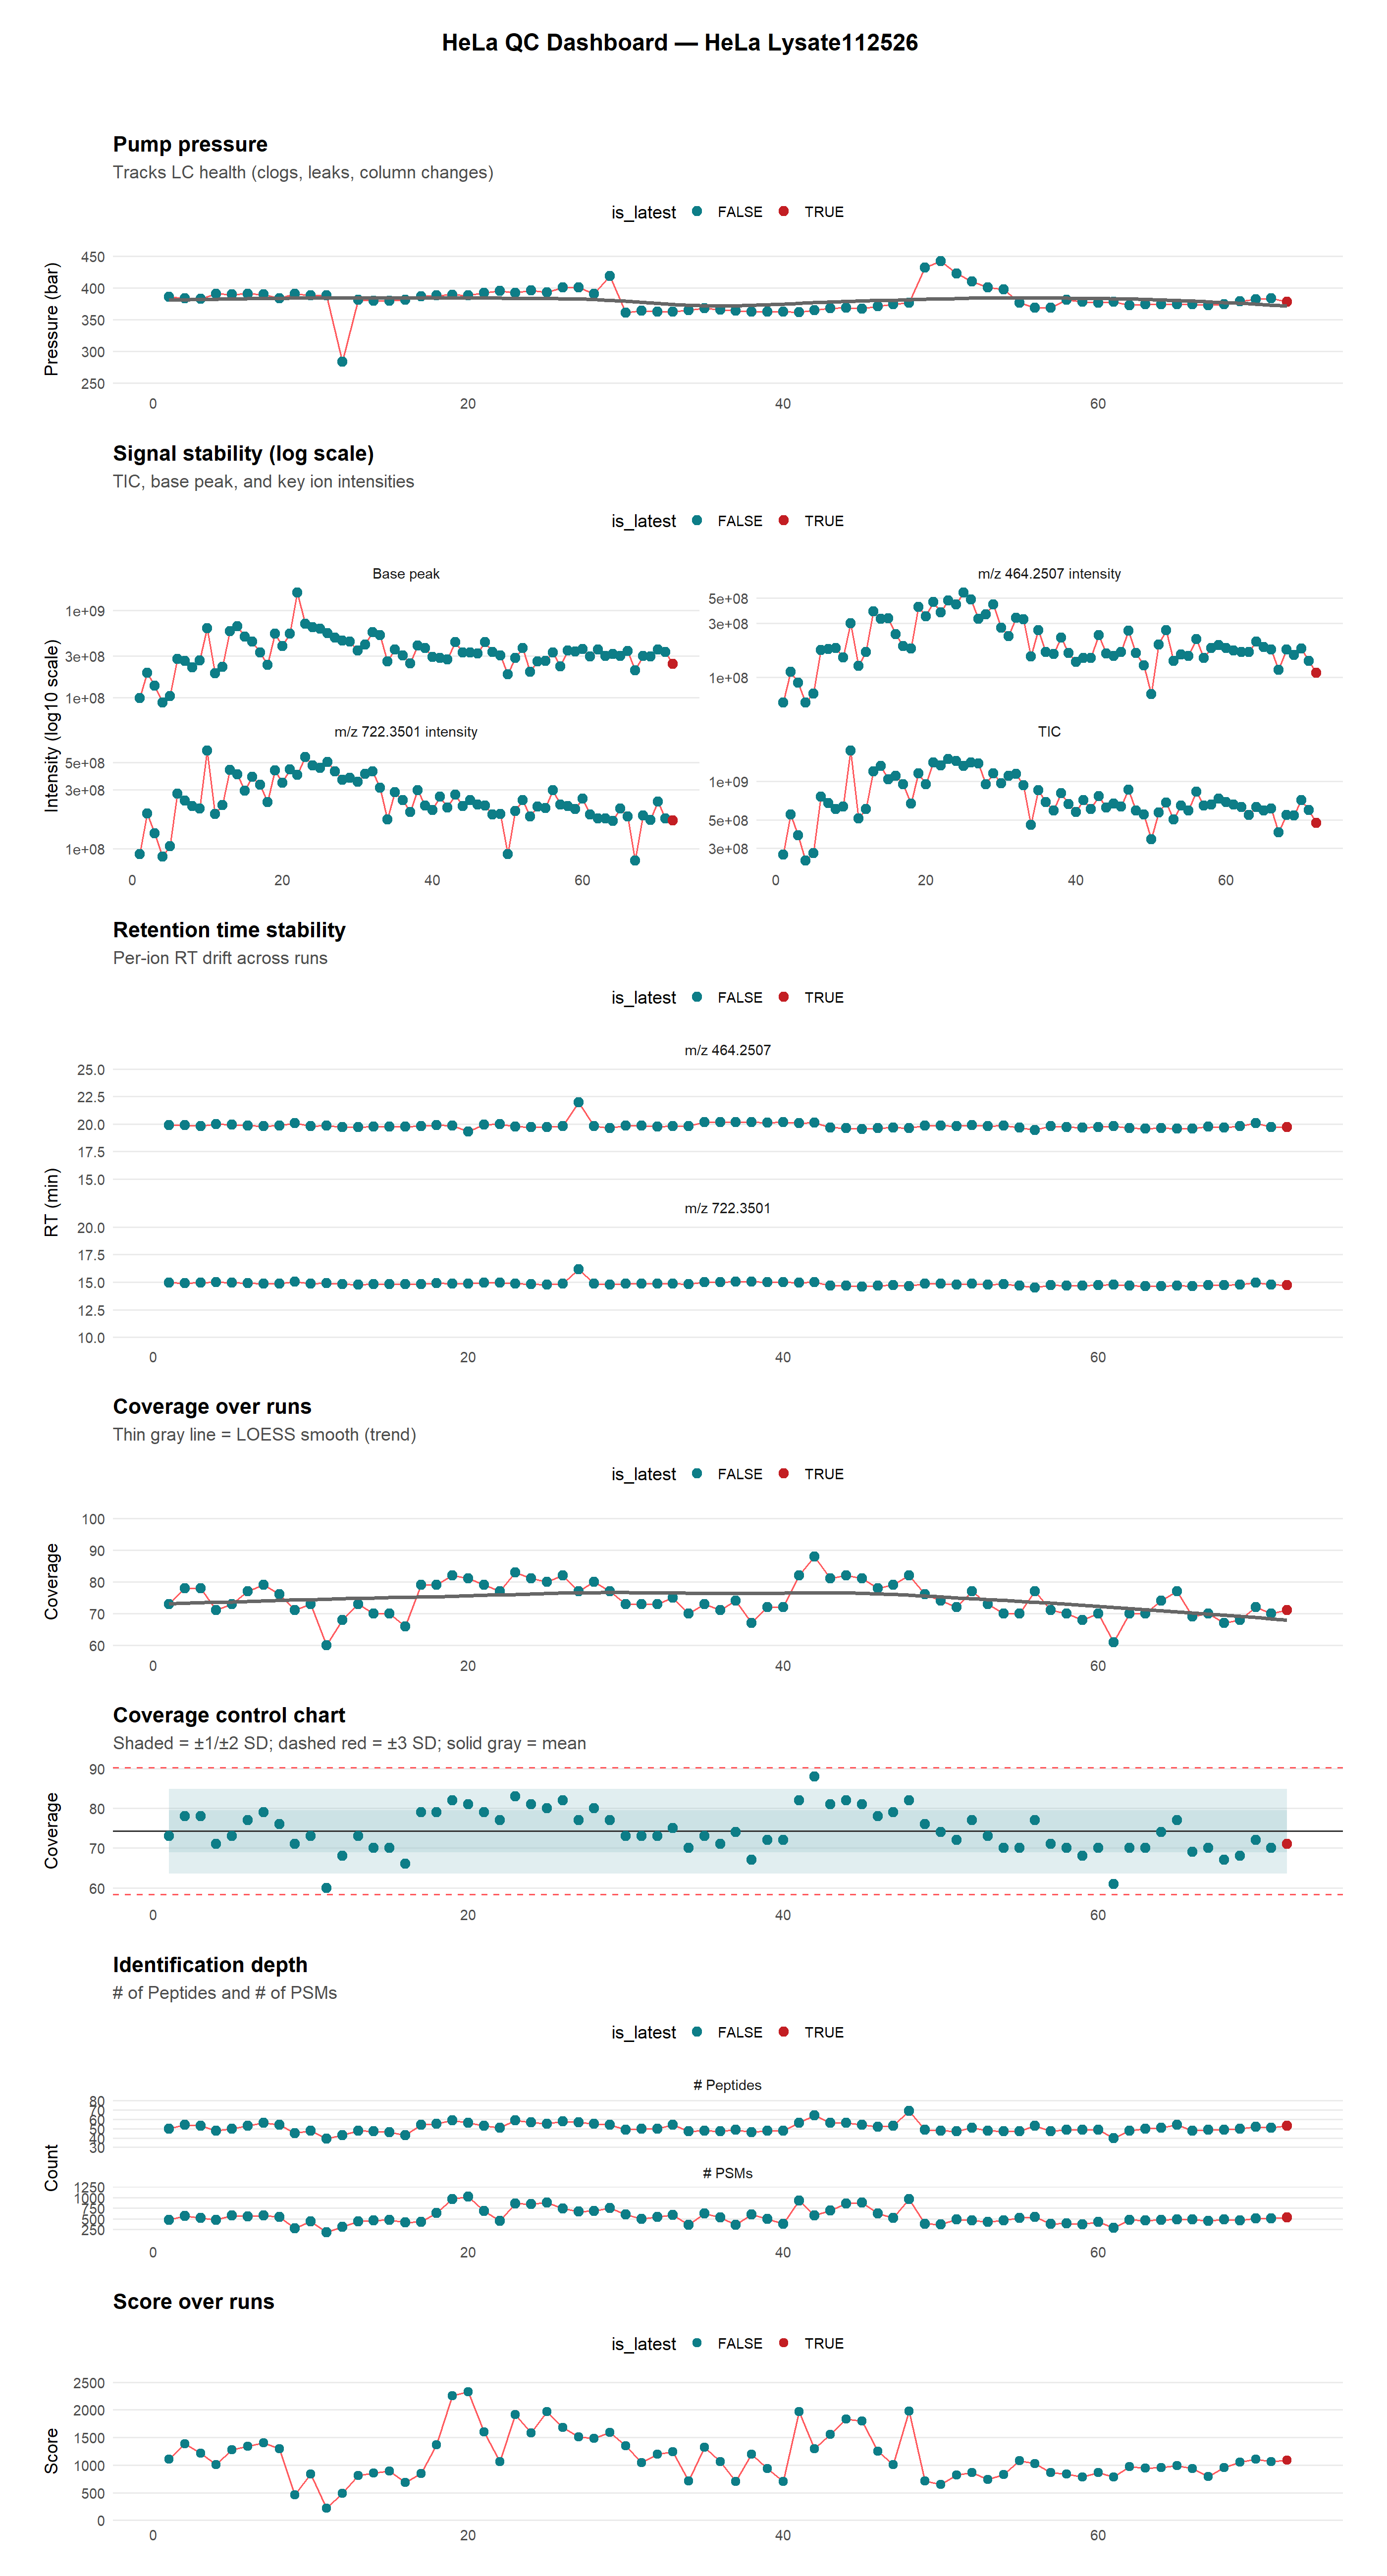 HeLa QC Dashboard — HeLa Lysate112526
Pump pressure
Tracks LC health (clogs, leaks, column changes)
is_latest FALSE TRUE
Pressure (bar)
450
400
350
300
250
0 20 40 60
Signal stability (log scale)
TIC, base peak, and key ion intensities
is_latest FALSE TRUE
Intensity (log10 scale)
Base peak
1e+09
3e+08
1e+08
m/z 464.2507 intensity
5e+08
3e+08
1e+08
m/z 722.3501 intensity
5e+08
3e+08
1e+08
0 20 40 60
TIC
1e+09
5e+08
3e+08
0 20 40 60
Retention time stability
Per-ion RT drift across runs
is_latest FALSE TRUE
RT (min)
m/z 464.2507
25.0
22.5
20.0
17.5
15.0
m/z 722.3501
20.0
17.5
15.0
12.5
10.0
0 20 40 60
Coverage over runs
Thin gray line = LOESS smooth (trend)
is_latest FALSE TRUE
Coverage
100
90
80
70
60
0 20 40 60
Coverage control chart
Shaded = ±1/±2 SD; dashed red = ±3 SD; solid gray = mean
Coverage
90
80
70
60
0 20 40 60
Identification depth
# of Peptides and # of PSMs
is_latest FALSE TRUE
Count
# Peptides
80
70
60
50
40
30
# PSMs
1250
1000
750
500
250
0 20 40 60
Score over runs
is_latest FALSE TRUE
Score
2500
2000
1500
1000
500
0
0 20 40 60